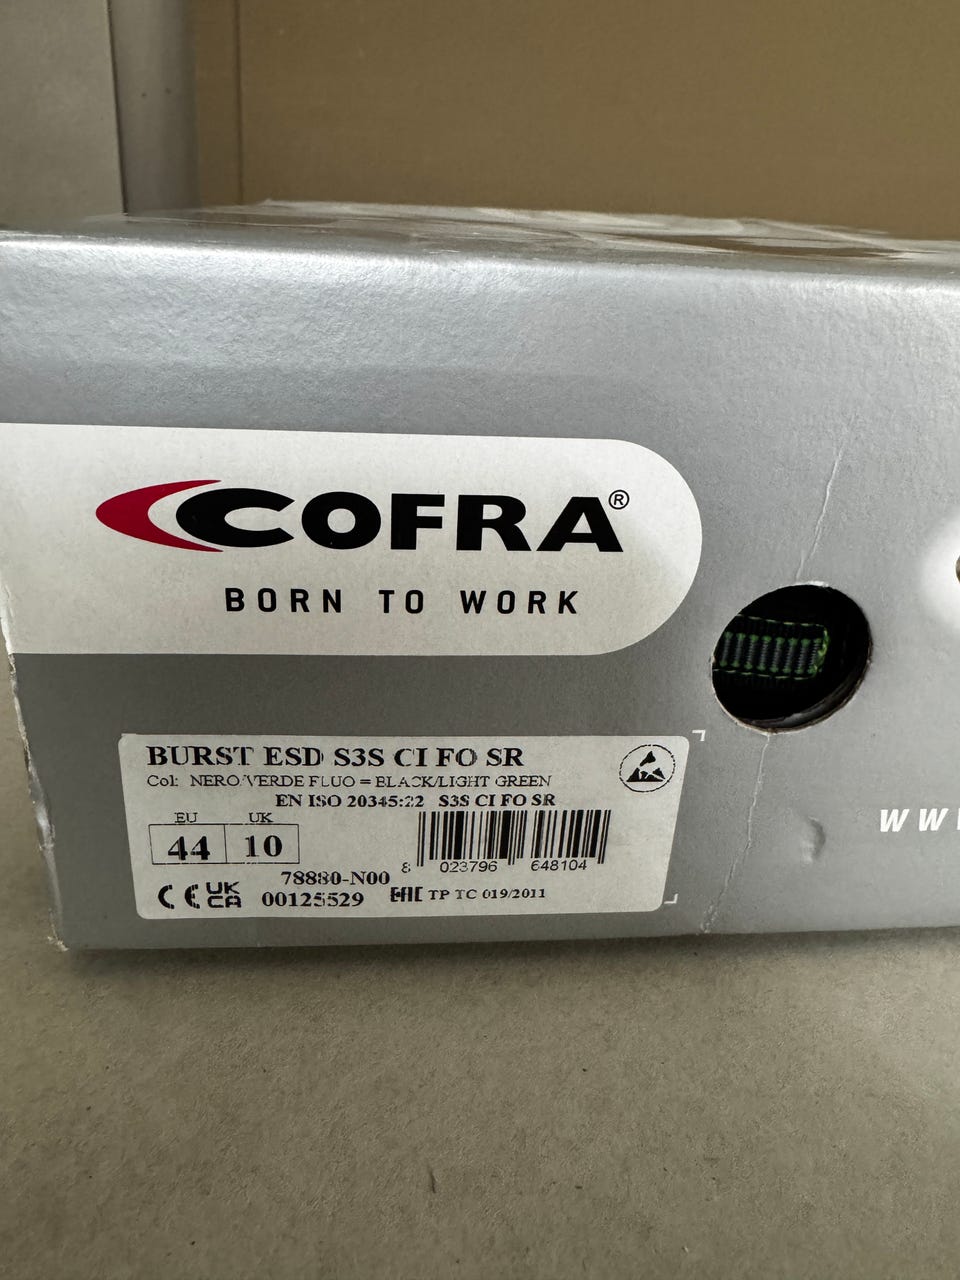 COFRA®
BORN TO WORK
BURST ESD S3S CI FO SR
Col: NERO/VERDE FLUO = BLACK/LIGHT GREEN
EN ISO 20345:22 S3S CI FO SR
EU UK
44 10
8 023796 648104
78880-N00
CE UK CA 00125529 EAC TP TC 019/2011
WW